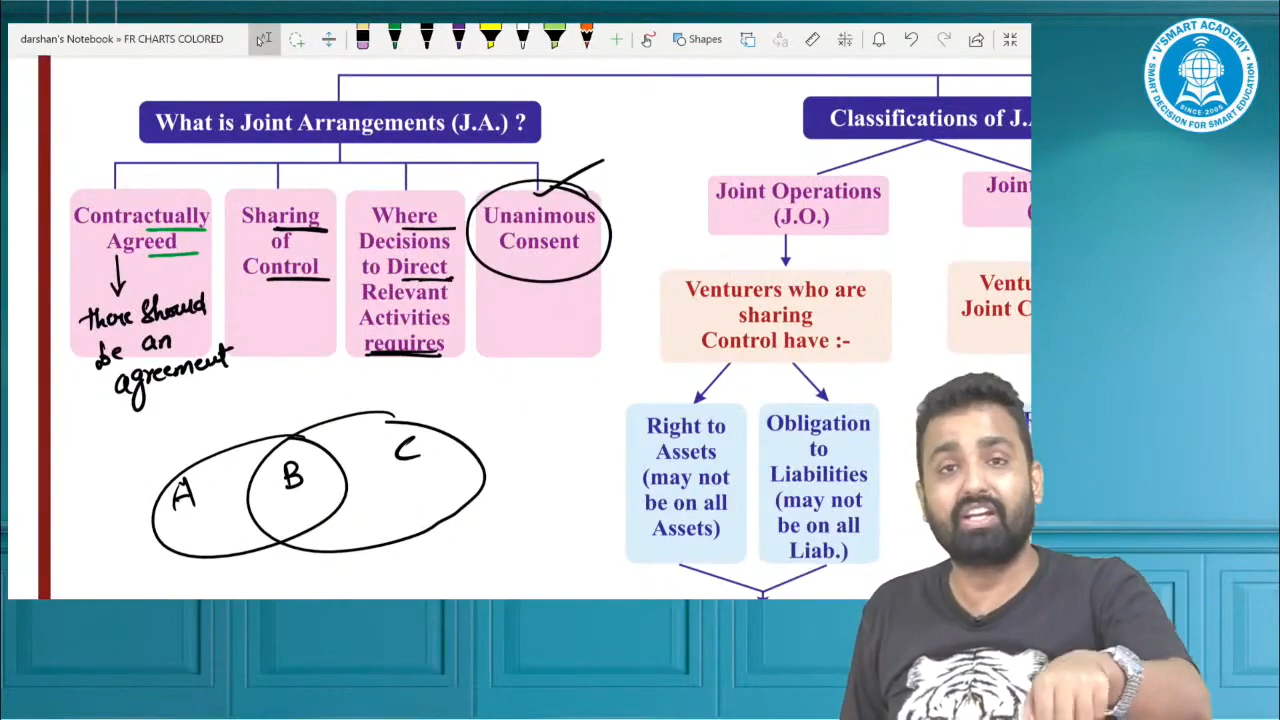 darshan's Notebook » FR CHARTS COLORED
Shapes
V'SMART ACADEMY
SMART DECISION FOR SMART EDUCATION
SINCE-2005
What is Joint Arrangements (J.A.) ?
Contractually
Agreed
Sharing
of
Control
Where
Decisions
to Direct
Relevant
Activities
requires
Unanimous
Consent
there should
be an
agreement
A
B
C
Classifications of J.
Joint Operations
(J.O.)
Joint
Venturers who are
sharing
Control have :-
Ventu
Joint C
Right to
Assets
(may not
be on all
Assets)
Obligation
to
Liabilities
(may not
be on all
Liab.)